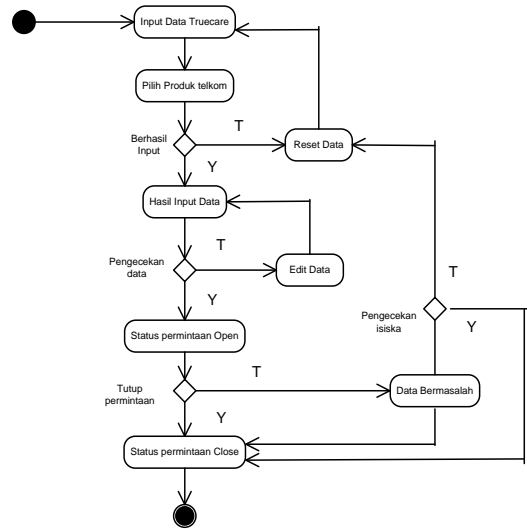 Input Data Truecare
Pilih Produk telkom
Berhasil
Input
T
Reset Data
Y
Hasil Input Data
T
Pengecekan
data
Edit Data
T
Y
Pengecekan
isiska
Y
Status permintaan Open
T
Tutup
permintaan
Data Bermasalah
Y
Status permintaan Close